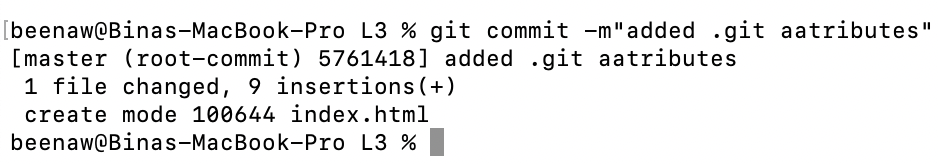 [beenaw@Binas-MacBook-Pro L3 % git commit -m"added .git aatributes"
[master (root-commit) 5761418] added .git aatributes
 1 file changed, 9 insertions(+)
 create mode 100644 index.html
beenaw@Binas-MacBook-Pro L3 %